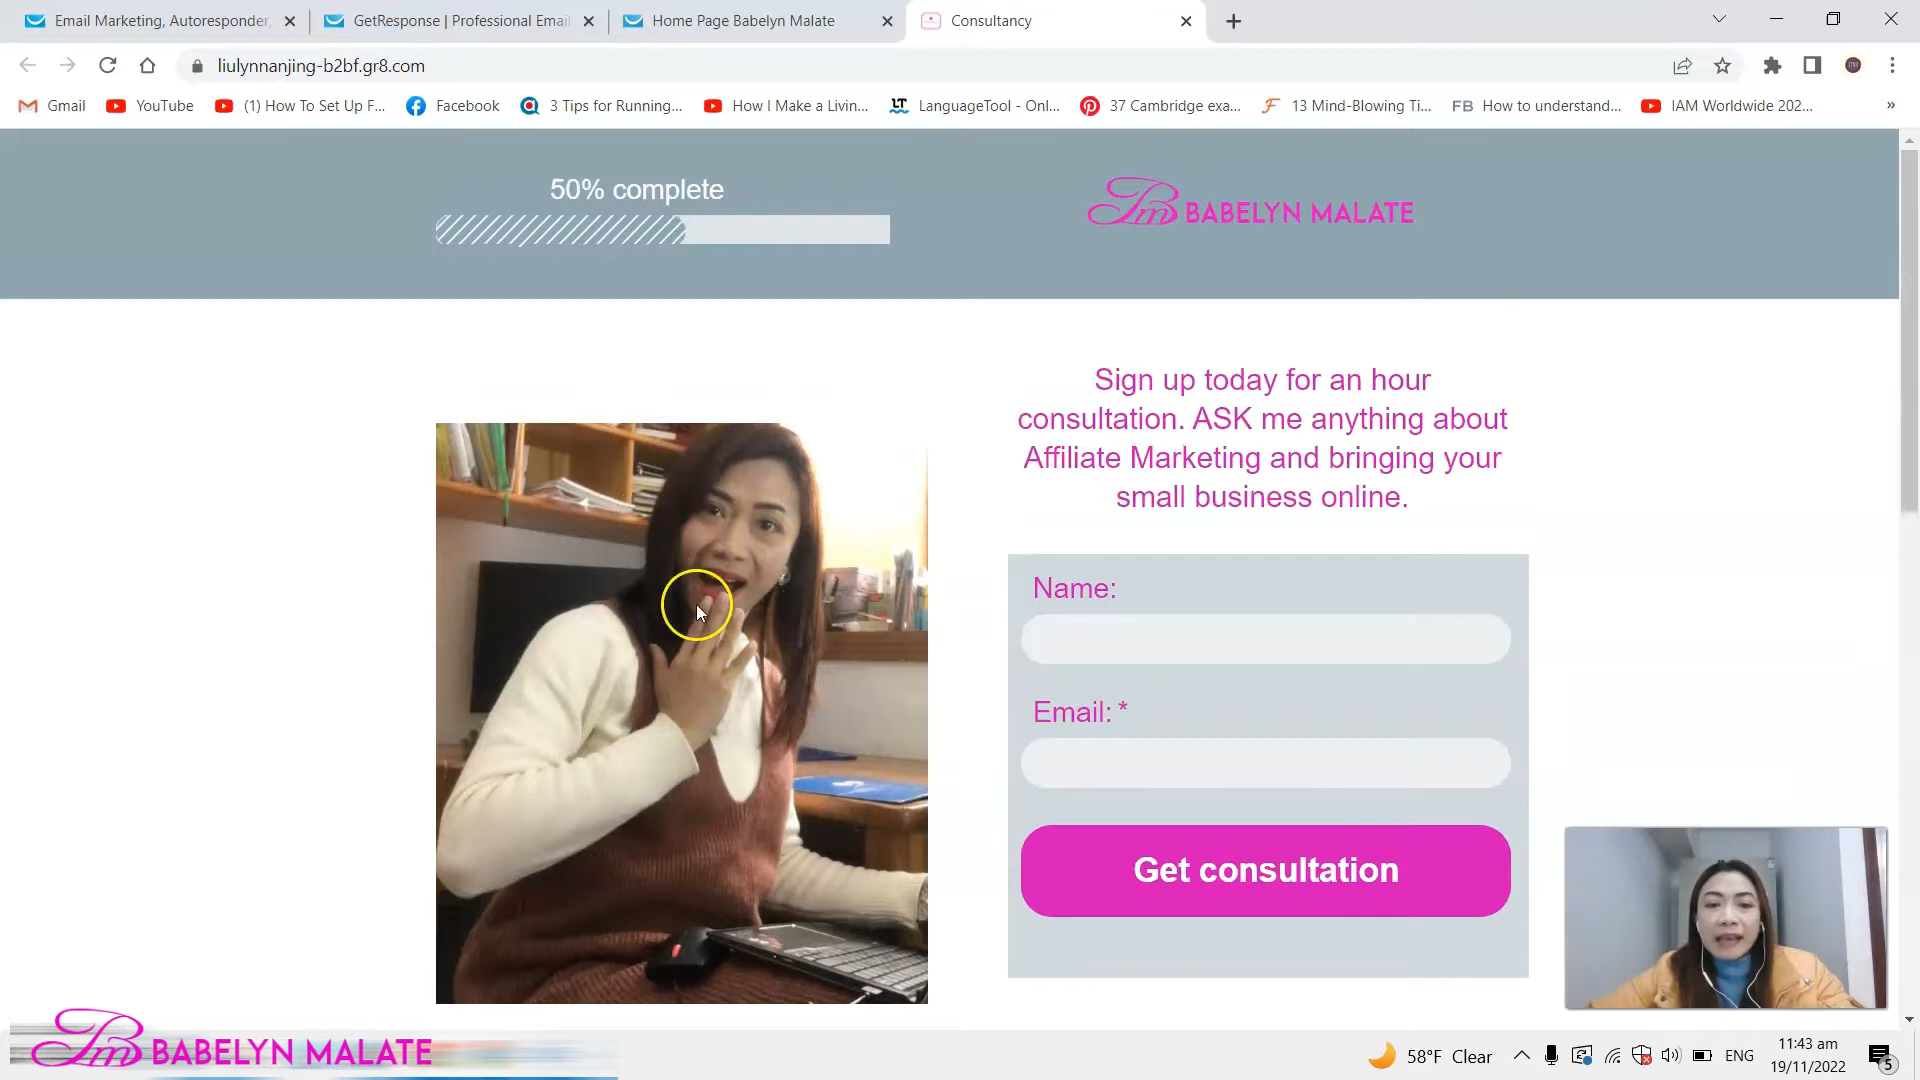 Email Marketing, Autoresponder,
GetResponse | Professional Email
Home Page Babelyn Malate
Consultancy
liulynnanjing-b2bf.gr8.com
Gmail
YouTube
(1) How To Set Up F...
Facebook
3 Tips for Running...
How I Make a Livin...
LT
LanguageTool - Onl...
37 Cambridge exa...
13 Mind-Blowing Ti...
FB
How to understand...
IAM Worldwide 202...
»
50% complete
BABELYN MALATE
Sign up today for an hour
consultation. ASK me anything about
Affiliate Marketing and bringing your
small business online.
Name:
Email: *
Get consultation
BABELYN MALATE
58°F Clear
ENG
11:43 am
19/11/2022
5